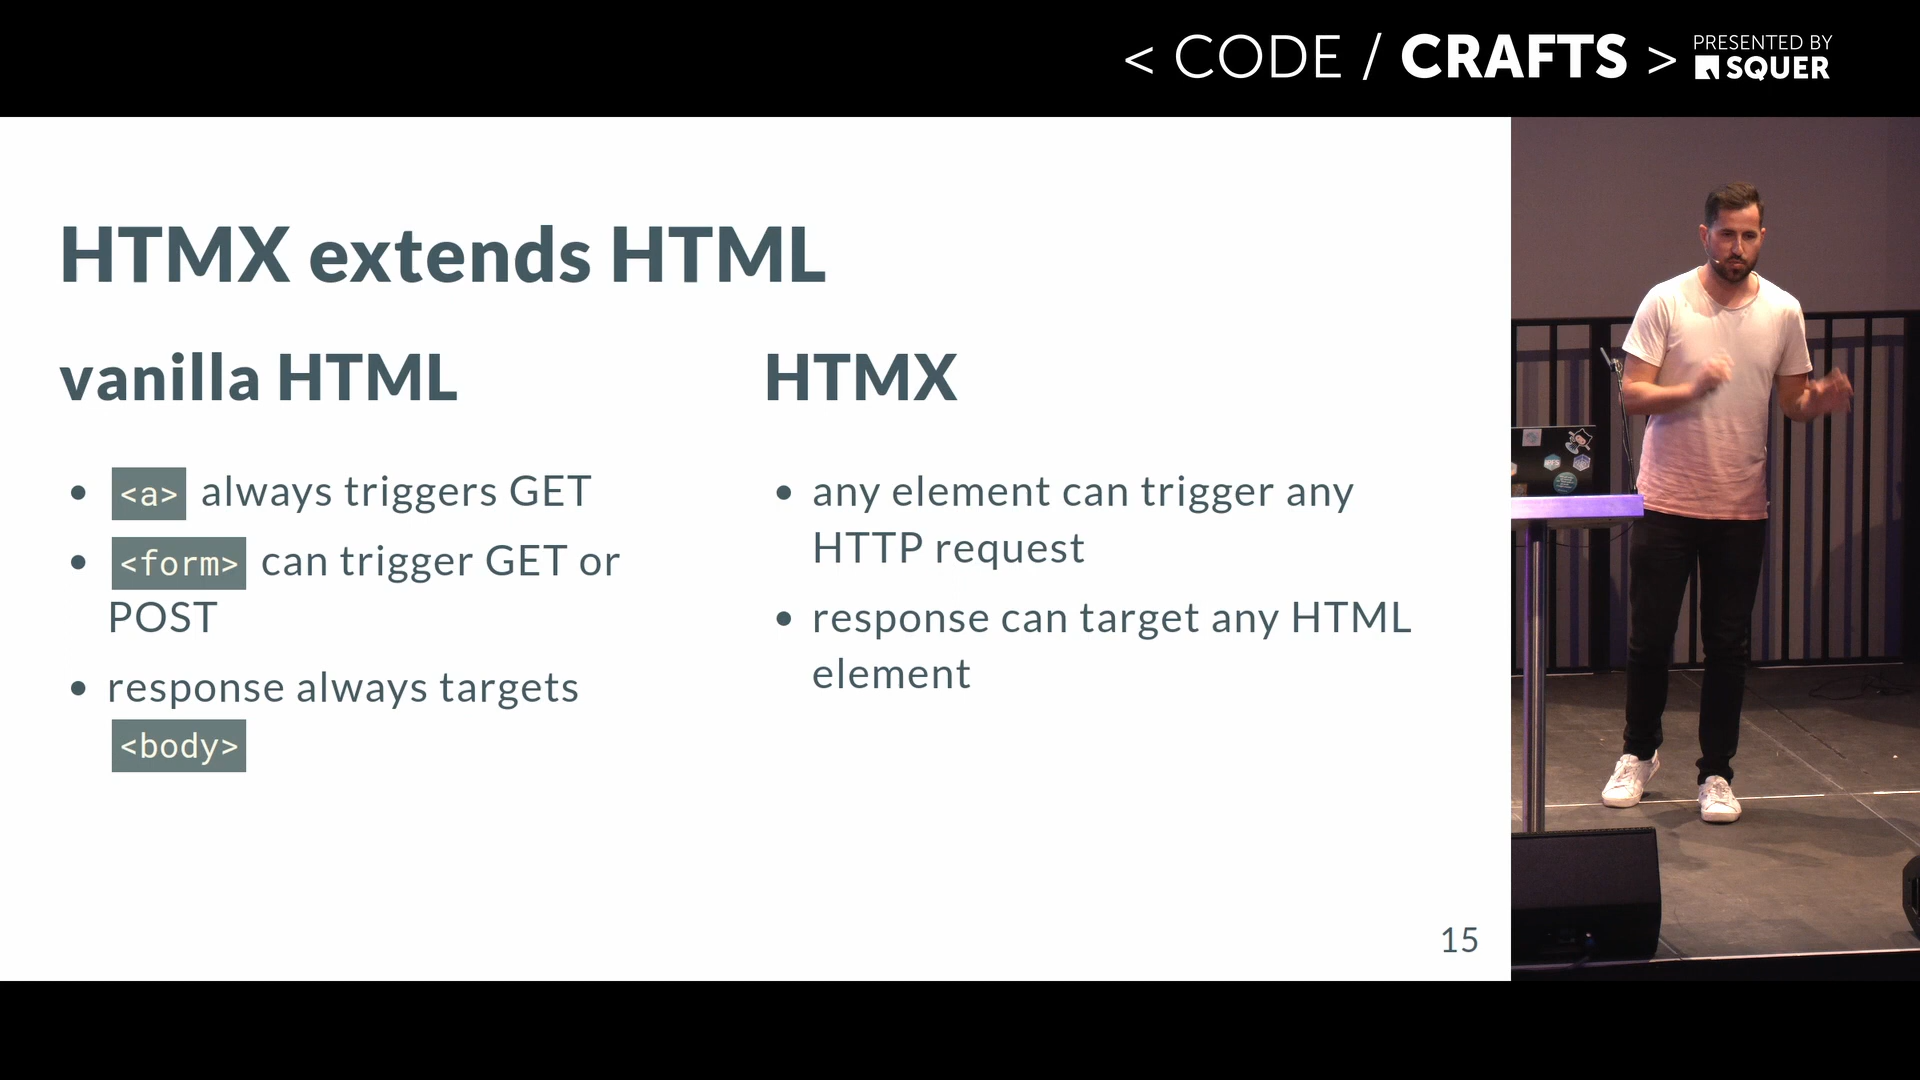 < CODE / CRAFTS > PRESENTED BY
SQUER
HTMX extends HTML
vanilla HTML
<a> always triggers GET
<form> can trigger GET or
POST
response always targets
<body>
HTMX
any element can trigger any
HTTP request
response can target any HTML
element
15